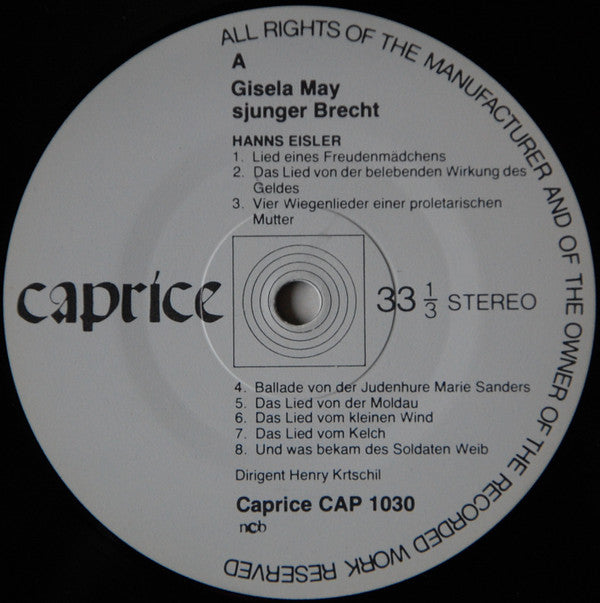 ALL RIGHTS OF THE MANUFACTURER AND OF THE OWNER OF THE RECORDED WORK RESERVED
A
Gisela May
sjunger Brecht
HANNS EISLER
1. Lied eines Freudenmädchens
2. Das Lied von der belebenden Wirkung des
Geldes
3. Vier Wiegenlieder einer proletarischen
Mutter
caprice
33 1/3 STEREO
4. Ballade von der Judenhure Marie Sanders
5. Das Lied von der Moldau
6. Das Lied vom kleinen Wind
7. Das Lied vom Kelch
8. Und was bekam des Soldaten Weib
Dirigent Henry Krtschil
Caprice CAP 1030
ncb